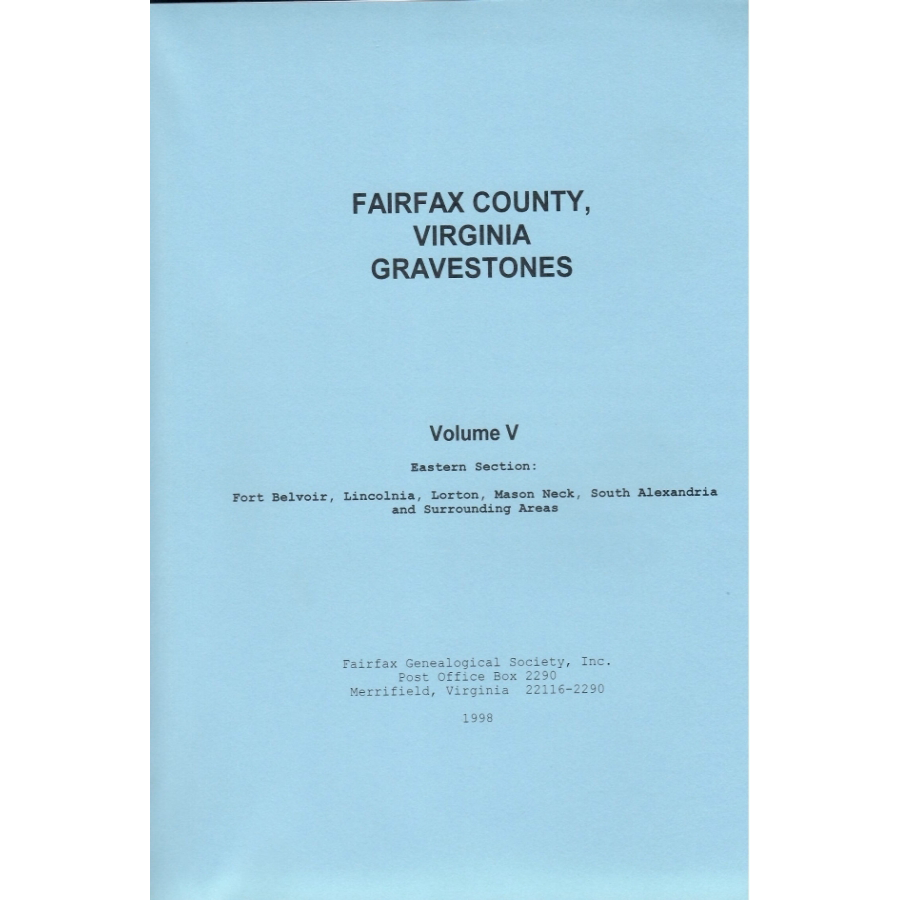 FAIRFAX COUNTY,
VIRGINIA
GRAVESTONES
Volume V
Eastern Section:
Fort Belvoir, Lincolnia, Lorton, Mason Neck, South Alexandria
and Surrounding Areas
Fairfax Genealogical Society, Inc.
Post Office Box 2290
Merrifield, Virginia 22116-2290
1998